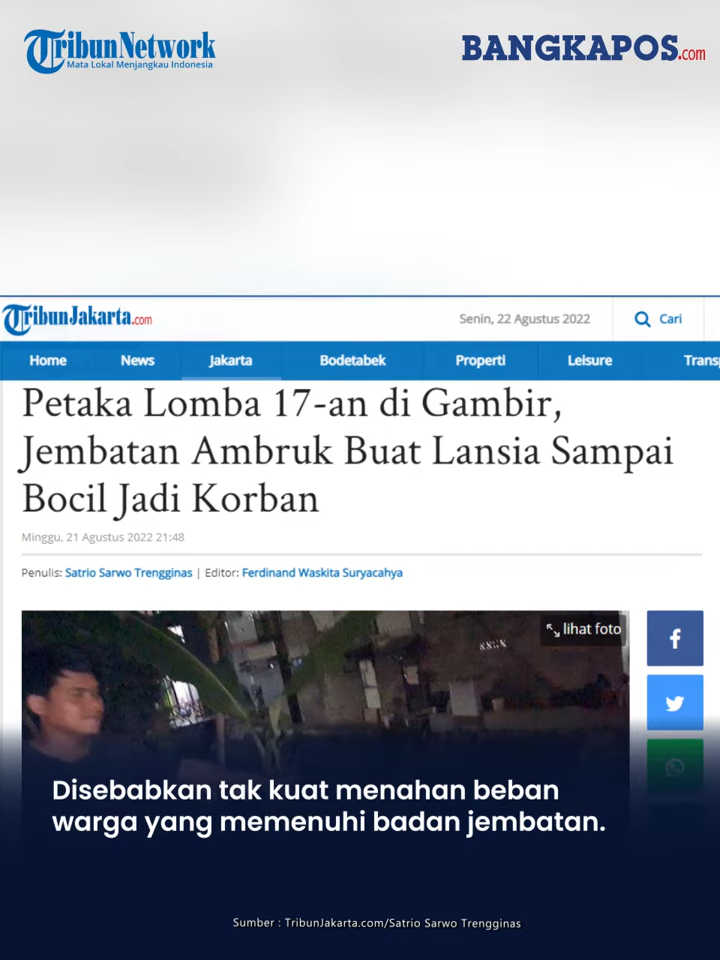 TribunNetwork
Mata Lokal Menjangkau Indonesia
BANGKAPOS.com
TribunJakarta.com
Senin, 22 Agustus 2022
Cari
Home News Jakarta Bodetabek Properti Leisure Trans
Petaka Lomba 17-an di Gambir,
Jembatan Ambruk Buat Lansia Sampai
Bocil Jadi Korban
Minggu, 21 Agustus 2022 21:48
Penulis: Satrio Sarwo Trengginas | Editor: Ferdinand Waskita Suryacahya
lihat foto
Disebabkan tak kuat menahan beban
warga yang memenuhi badan jembatan.
Sumber : TribunJakarta.com/Satrio Sarwo Trengginas